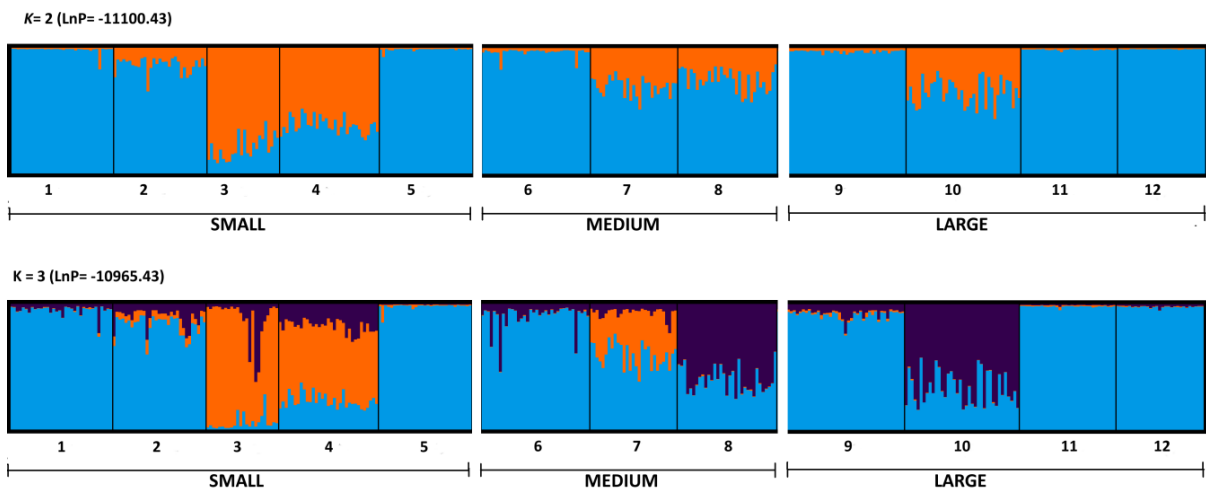 K= 2 (LnP= -11100.43)
1 2 3 4 5 6 7 8 9 10 11 12
SMALL MEDIUM LARGE
K = 3 (LnP= -10965.43)
1 2 3 4 5 6 7 8 9 10 11 12
SMALL MEDIUM LARGE